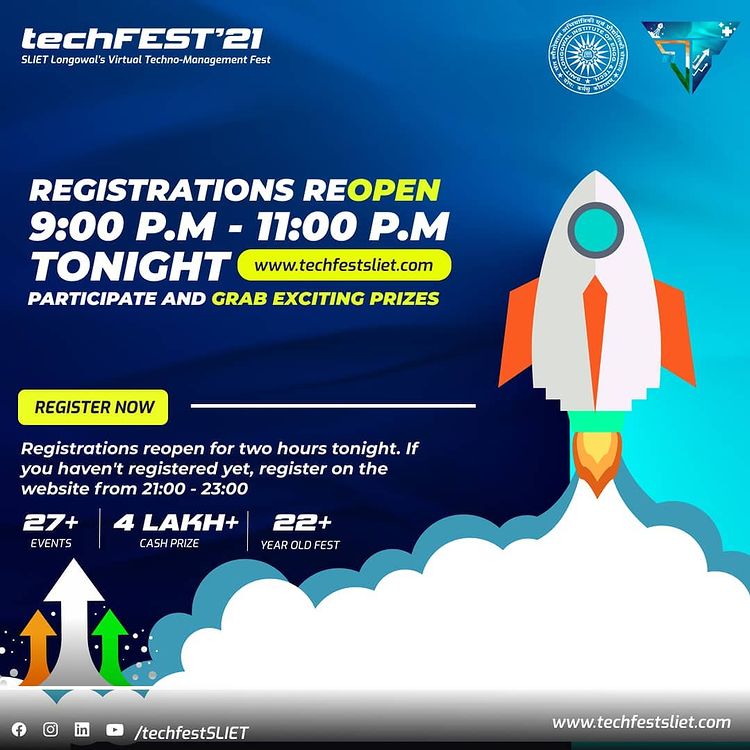 techFEST'21
SLIET Longowal's Virtual Techno-Management Fest
REGISTRATIONS REOPEN
9:00 P.M - 11:00 P.M
TONIGHT www.techfestsliet.com
PARTICIPATE AND GRAB EXCITING PRIZES
REGISTER NOW
Registrations reopen for two hours tonight. If
you haven't registered yet, register on the
website from 21:00 - 23:00
27+ 4 LAKH+ 22+
EVENTS CASH PRIZE YEAR OLD FEST
/techfestSLIET
www.techfestsliet.com